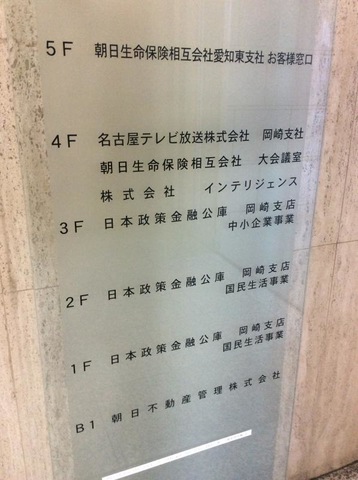 5F 朝日生命保険相互会社愛知東支社 お客様窓口
4F 名古屋テレビ放送株式会社 岡崎支社
朝日生命保険相互会社 大会議室
株式会社 インテリジェンス
3F 日本政策金融公庫 岡崎支店
中小企業事業
2F 日本政策金融公庫 岡崎支店
国民生活事業
1F 日本政策金融公庫 岡崎支店
国民生活事業
B1 朝日不動産管理株式会社